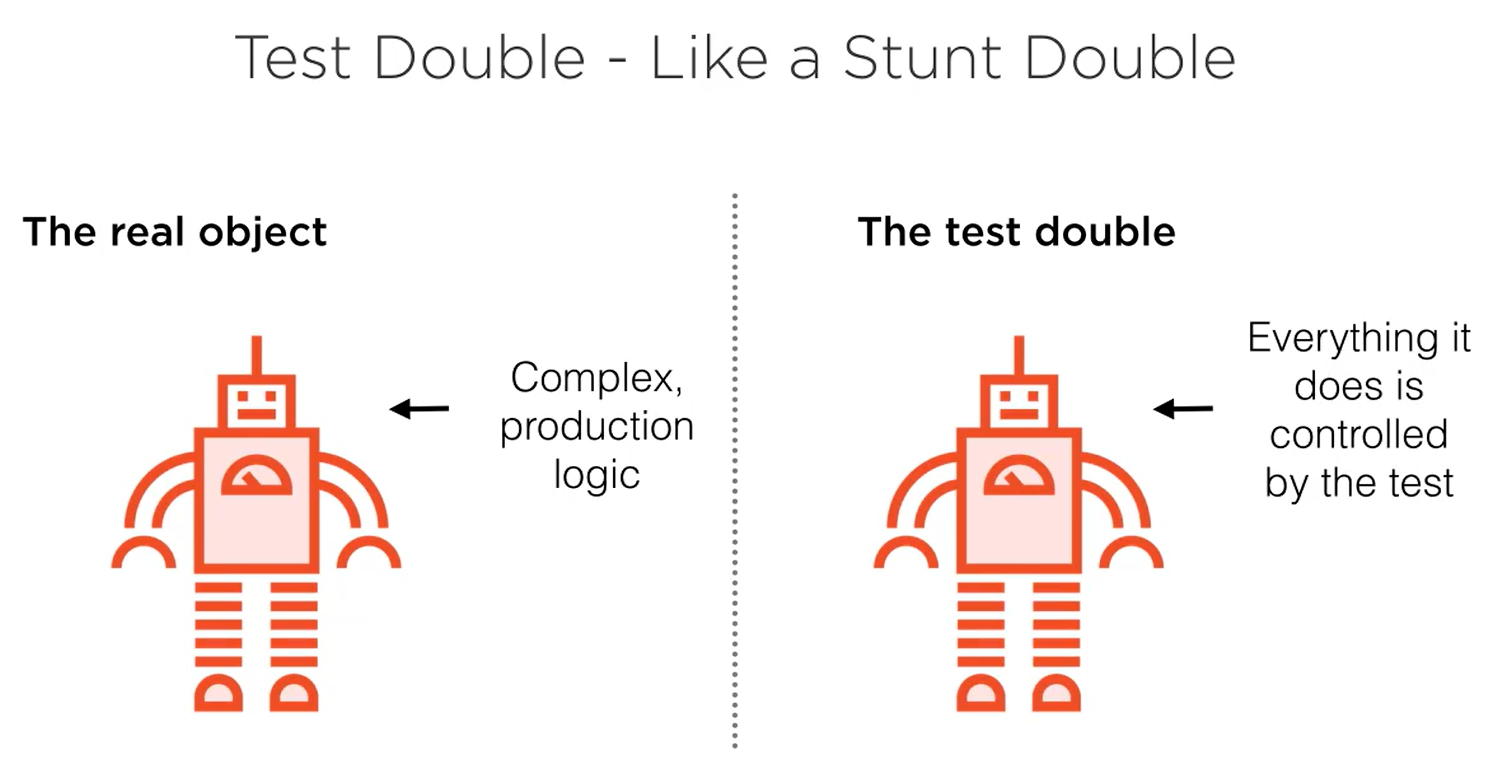 Test Double - Like a Stunt Double
The real object
Complex,
production
logic
The test double
Everything it
does is
controlled
by the test